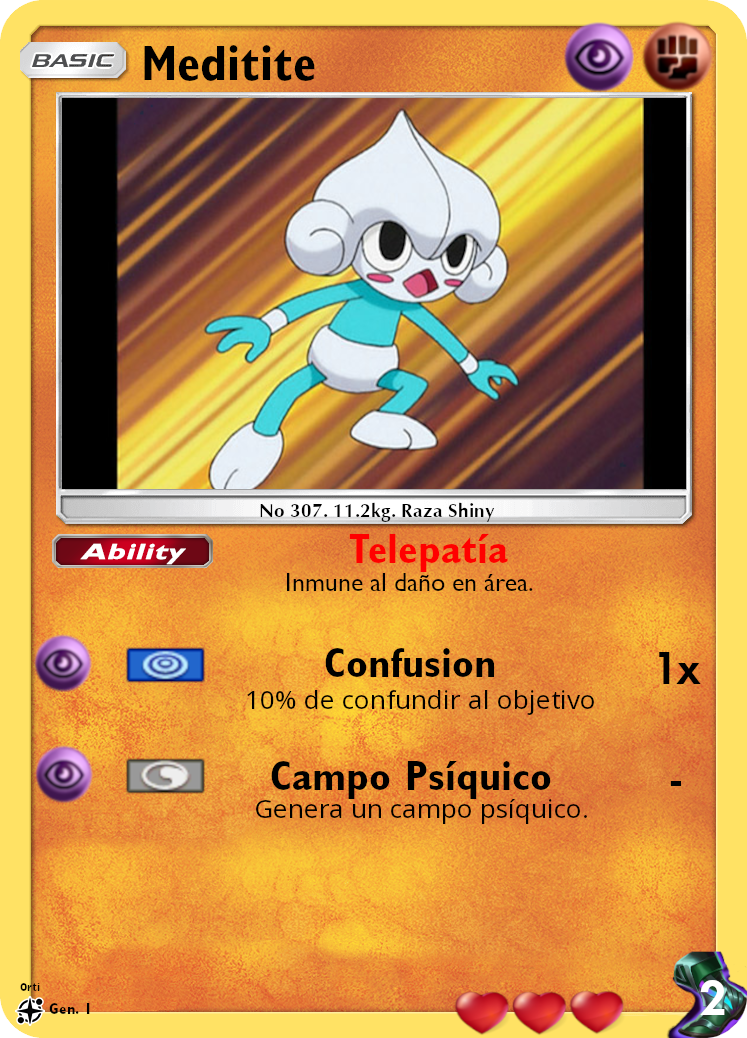 BASIC Meditite
No 307. 11.2kg. Raza Shiny
Ability Telepatía
Inmune al daño en área.
Confusion 1x
10% de confundir al objetivo
Campo Psíquico -
Genera un campo psíquico.
Orti
Gen. I
2